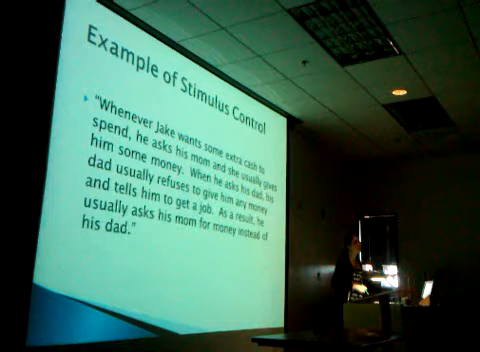 Example of Stimulus Control
"Whenever Jake wants some extra cash to
spend, he asks his mom and she usually gives
him some money. When he asks his dad, his
dad usually refuses to give him any money
and tells him to get a job. As a result, he
usually asks his mom for money instead of
his dad."